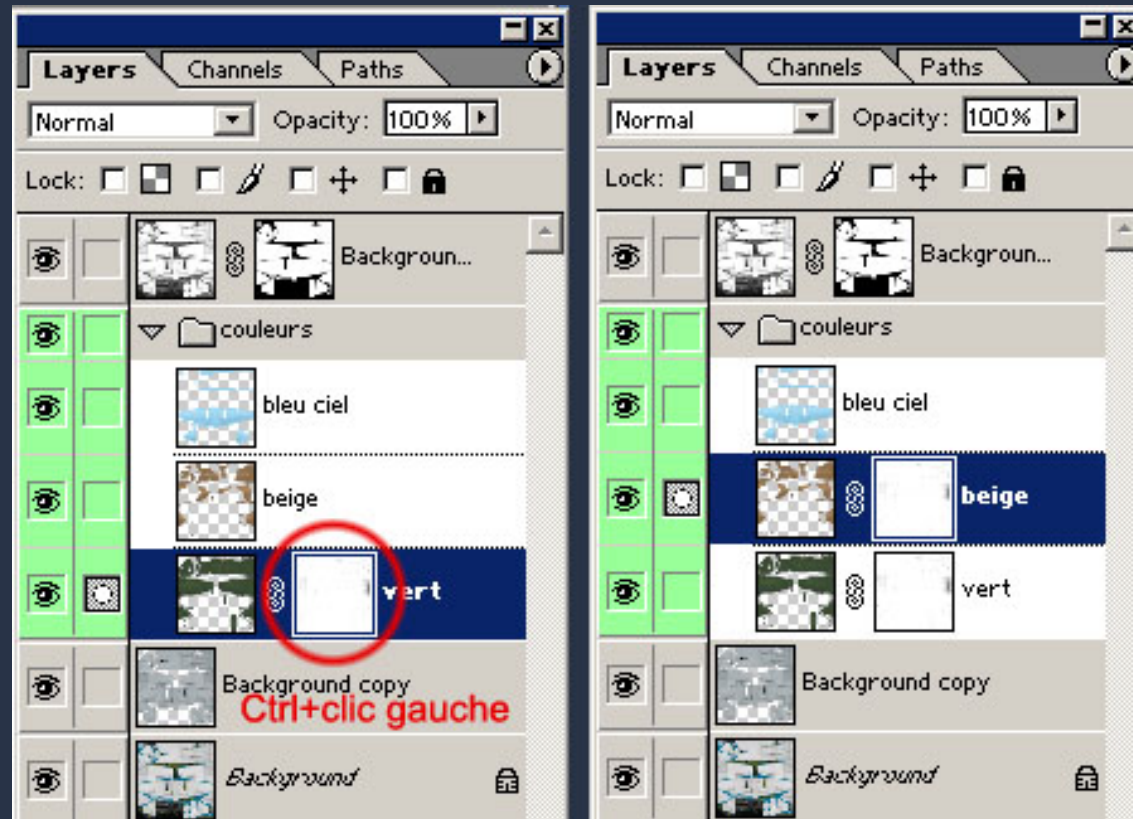 Layers Channels Paths
Normal Opacity: 100%
Lock:
Backgroun...
couleurs
bleu ciel
beige
vert
Background copy
Ctrl+clic gauche
Background
Layers Channels Paths
Normal Opacity: 100%
Lock:
Backgroun...
couleurs
bleu ciel
beige
vert
Background copy
Background